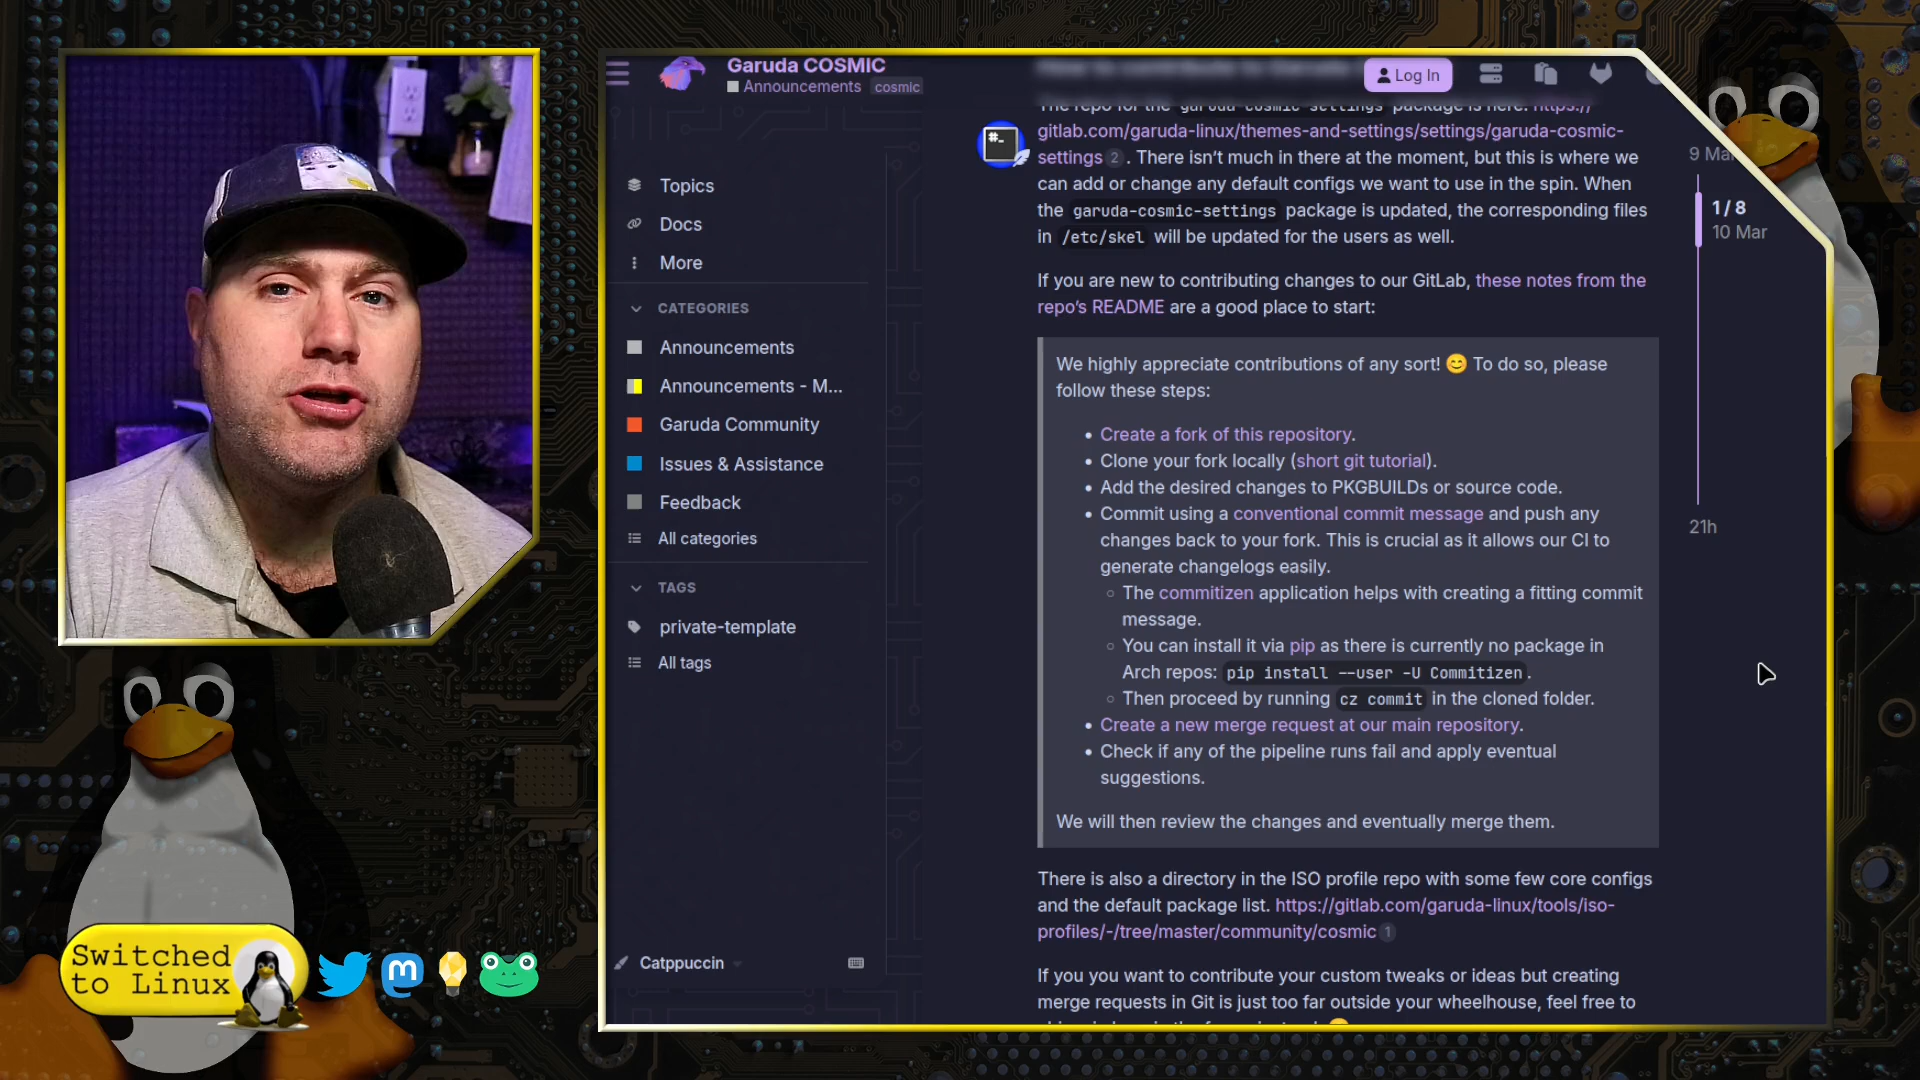 Garuda COSMIC
Announcements cosmic
Log In
Topics
Docs
More
CATEGORIES
Announcements
Announcements - M...
Garuda Community
Issues & Assistance
Feedback
All categories
TAGS
private-template
All tags
Catppuccin
The repo for the garuda-cosmic-settings package is here: https://
gitlab.com/garuda-linux/themes-and-settings/settings/garuda-cosmic-
settings 2 . There isn’t much in there at the moment, but this is where we
can add or change any default configs we want to use in the spin. When
the garuda-cosmic-settings package is updated, the corresponding files
in /etc/skel will be updated for the users as well.
If you are new to contributing changes to our GitLab, these notes from the
repo’s README are a good place to start:
We highly appreciate contributions of any sort! 😊 To do so, please
follow these steps:
• Create a fork of this repository.
• Clone your fork locally (short git tutorial).
• Add the desired changes to PKGBUILDs or source code.
• Commit using a conventional commit message and push any
changes back to your fork. This is crucial as it allows our CI to
generate changelogs easily.
◦ The commitizen application helps with creating a fitting commit
message.
◦ You can install it via pip as there is currently no package in
Arch repos: pip install --user -U Commitizen.
◦ Then proceed by running cz commit in the cloned folder.
• Create a new merge request at our main repository.
• Check if any of the pipeline runs fail and apply eventual
suggestions.
We will then review the changes and eventually merge them.
There is also a directory in the ISO profile repo with some few core configs
and the default package list. https://gitlab.com/garuda-linux/tools/iso-
profiles/-/tree/master/community/cosmic 1
If you you want to contribute your custom tweaks or ideas but creating
merge requests in Git is just too far outside your wheelhouse, feel free to
9 Mar
1 / 8
10 Mar
21h
Switched
to Linux